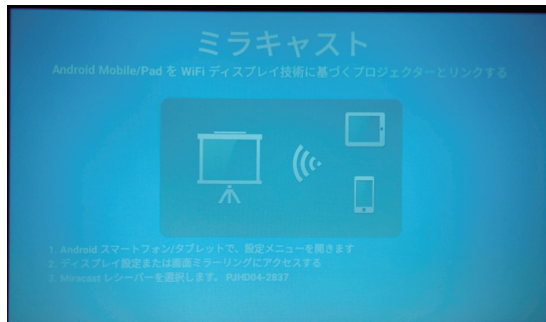 ミラキャスト
Android Mobile/Pad を WiFi ディスプレイ技術に基づくプロジェクターとリンクする
1. Android スマートフォン/タブレットで、設定メニューを開きます
2. ディスプレイ設定または画面ミラーリングにアクセスする
3. Miracast レシーバーを選択します。 PJHD04-2837